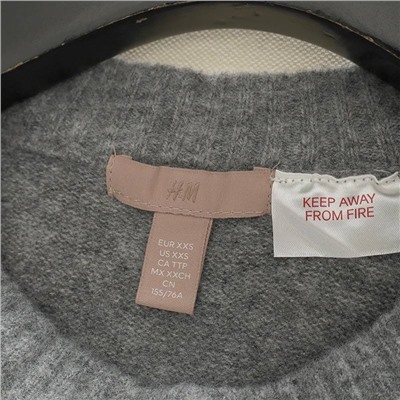 H&M
KEEP AWAY
FROM FIRE
EUR XXS
US XXS
CA TTP
MX XXCH
CN
155/76A